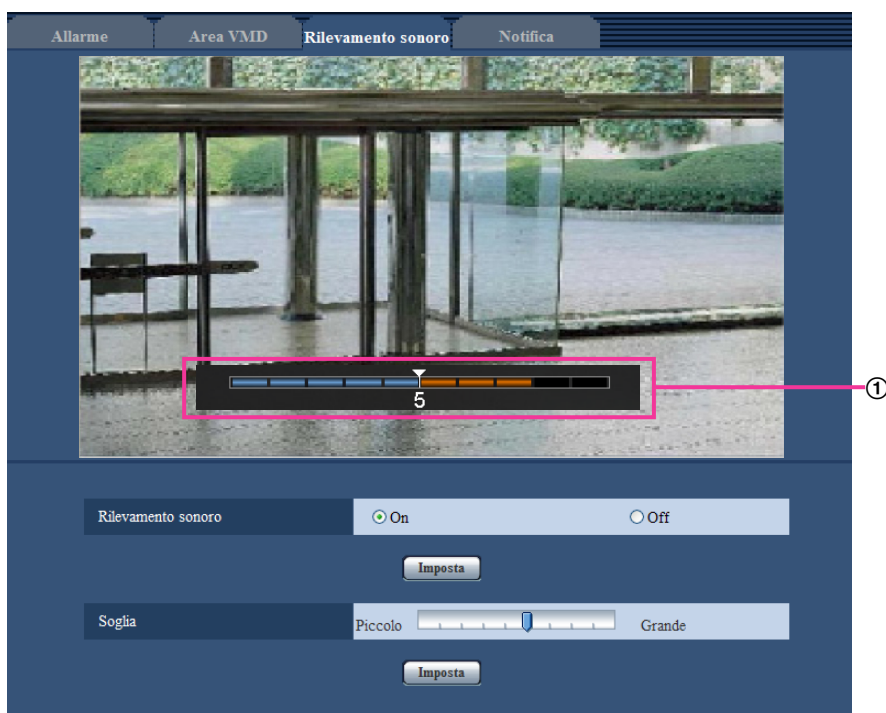 Allarme Area VMD Rilevamento sonoro Notifica
5
①
Rilevamento sonoro On Off
Imposta
Soglia Piccolo Grande
Imposta